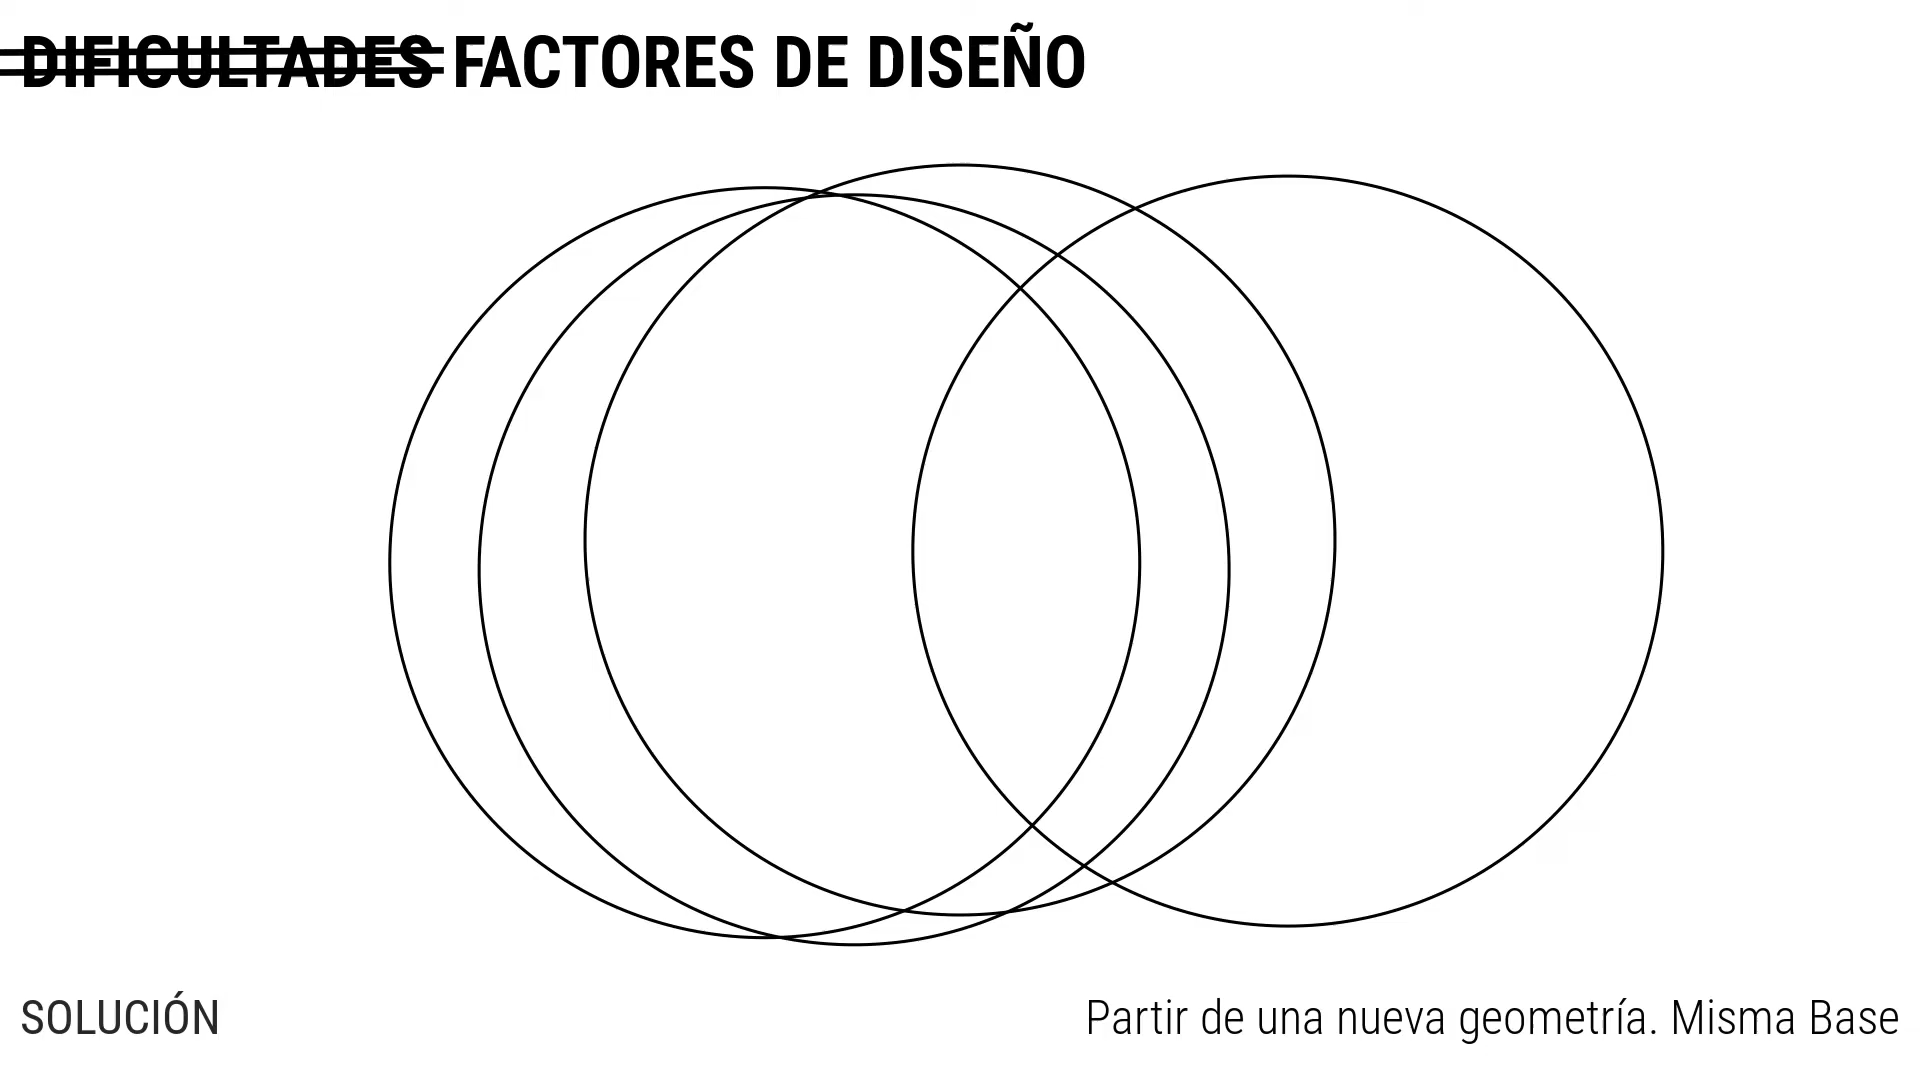 DIFICULTADES FACTORES DE DISEÑO
SOLUCIÓN
Partir de una nueva geometría. Misma Base